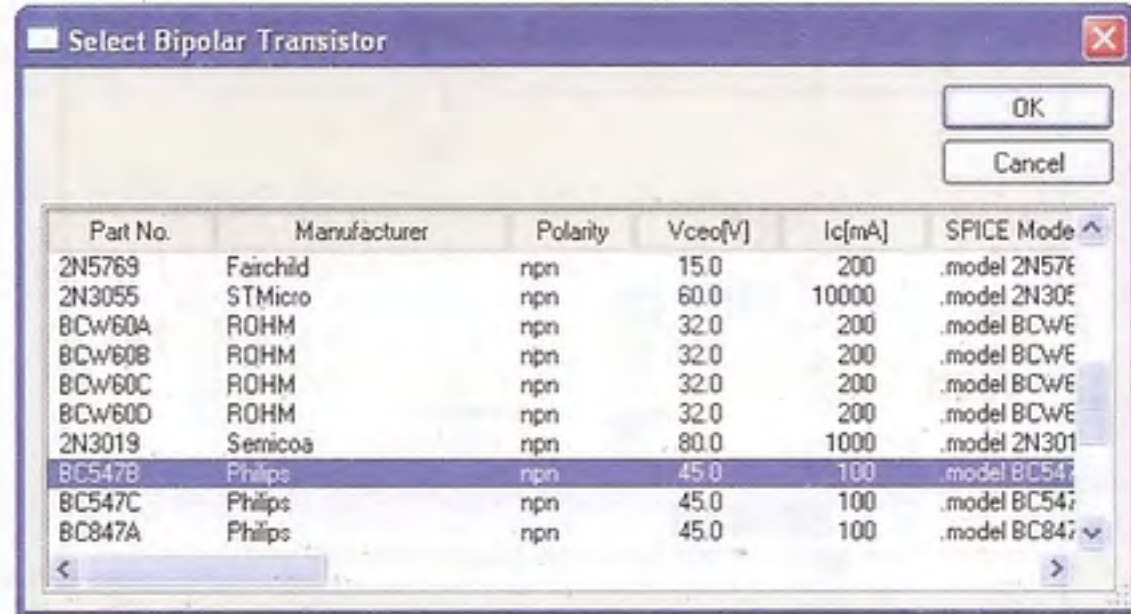 Select Bipolar Transistor
OK
Cancel
Part No. Manufacturer Polarity Vceo[V] Ic[mA] SPICE Mode
2N5769 Fairchild npn 15.0 200 .model 2N576
2N3055 STMicro npn 60.0 10000 .model 2N305
BCW60A ROHM npn 32.0 200 .model BCW6
BCW60B ROHM npn 32.0 200 .model BCW6
BCW60C ROHM npn 32.0 200 .model BCW6
BCW60D ROHM npn 32.0 200 .model BCW6
2N3019 Semicoa npn 80.0 1000 .model 2N301
BC547B Philips npn 45.0 100 .model BC547
BC547C Philips npn 45.0 100 .model BC547
BC847A Philips npn 45.0 100 .model BC847